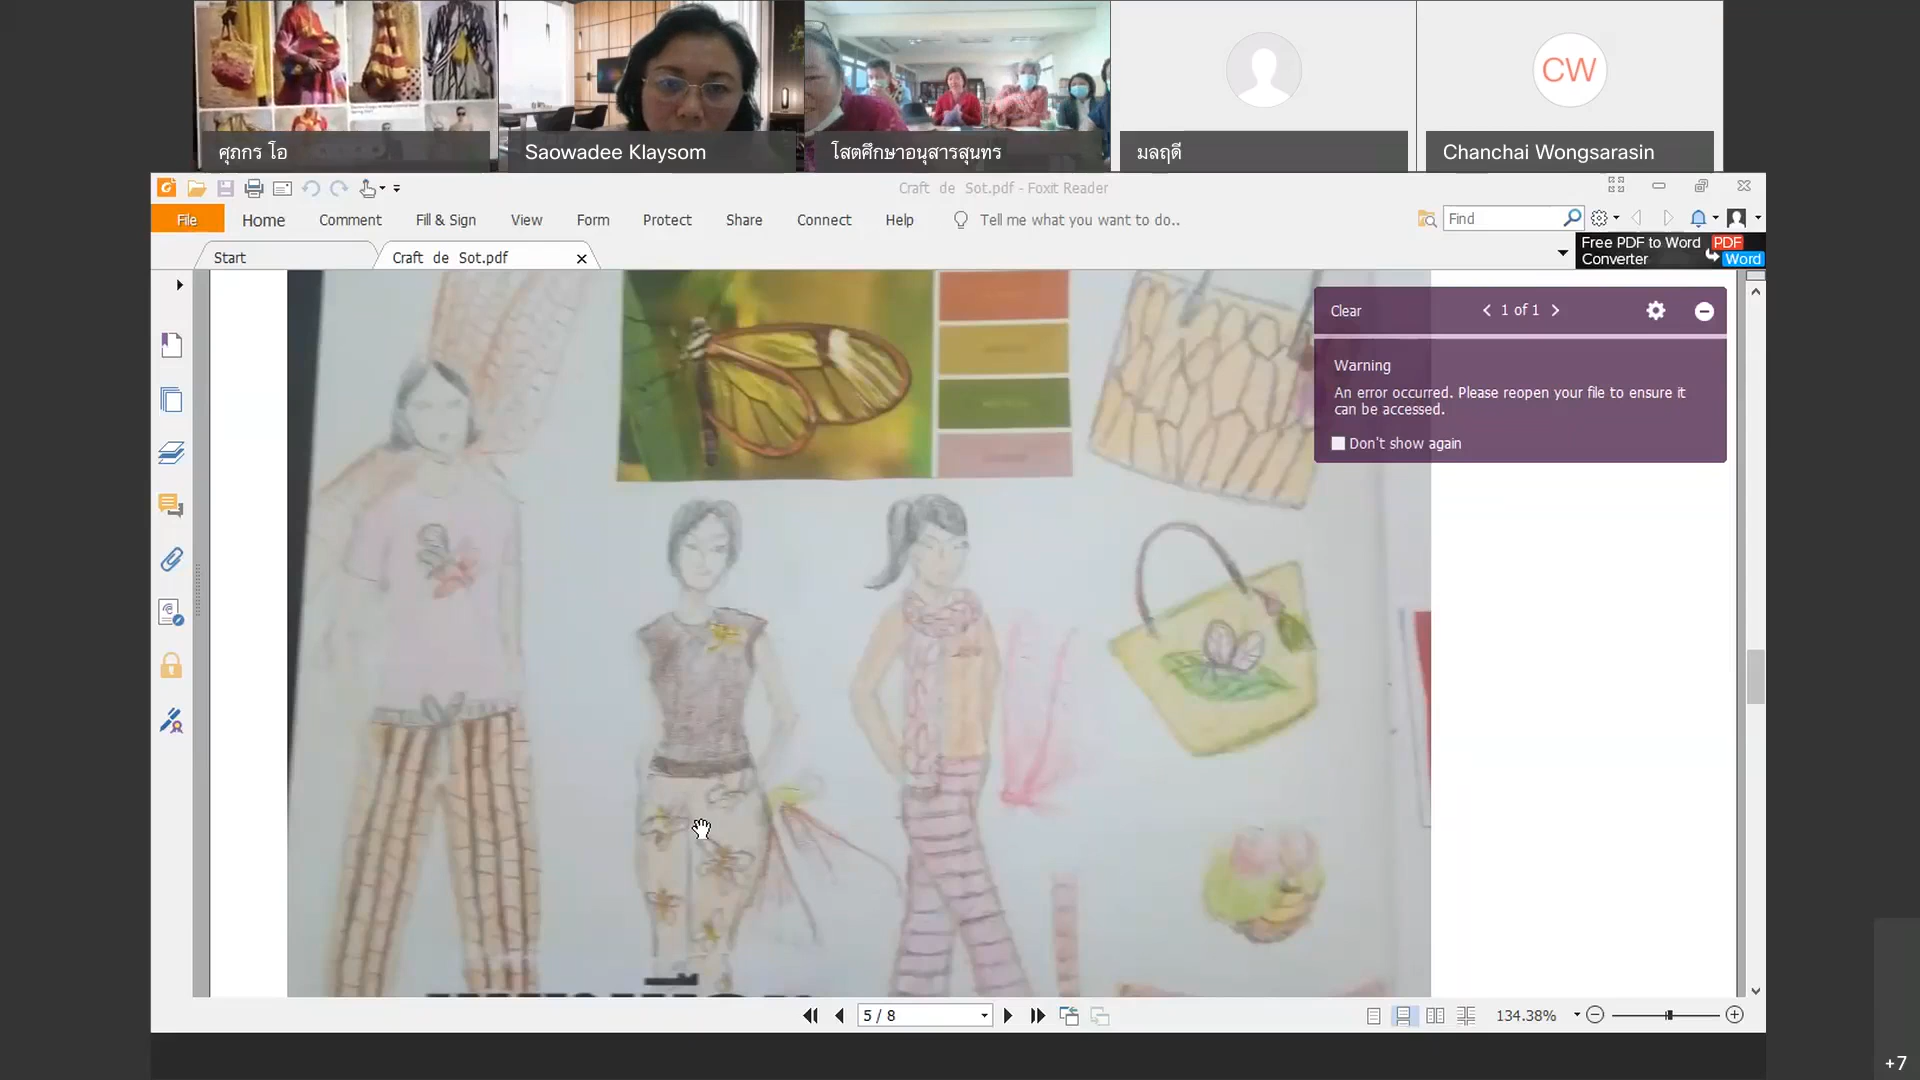 ศุภกร โอ
Saowadee Klaysom
โสตศึกษาอนุสารสุนทร
มลฤดี
CW
Chanchai Wongsarasin
Craft de Sot.pdf - Foxit Reader
File Home Comment Fill & Sign View Form Protect Share Connect Help Tell me what you want to do.. Find
Start Craft de Sot.pdf
Free PDF to Word Converter PDF Word
Clear 1 of 1
Warning
An error occurred. Please reopen your file to ensure it
can be accessed.
Don't show again
5 / 8
134.38%
+7